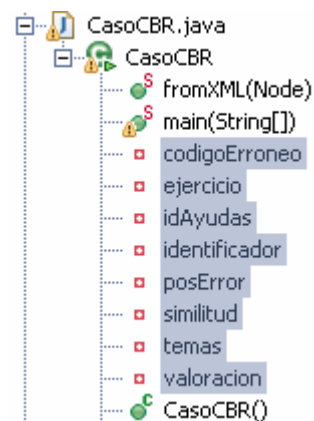 CasoCBR.java
CasoCBR
S fromXML(Node)
S main(String[])
codigoErroneo
ejercicio
idAyudas
identificador
posError
similitud
temas
valoracion
C CasoCBR()